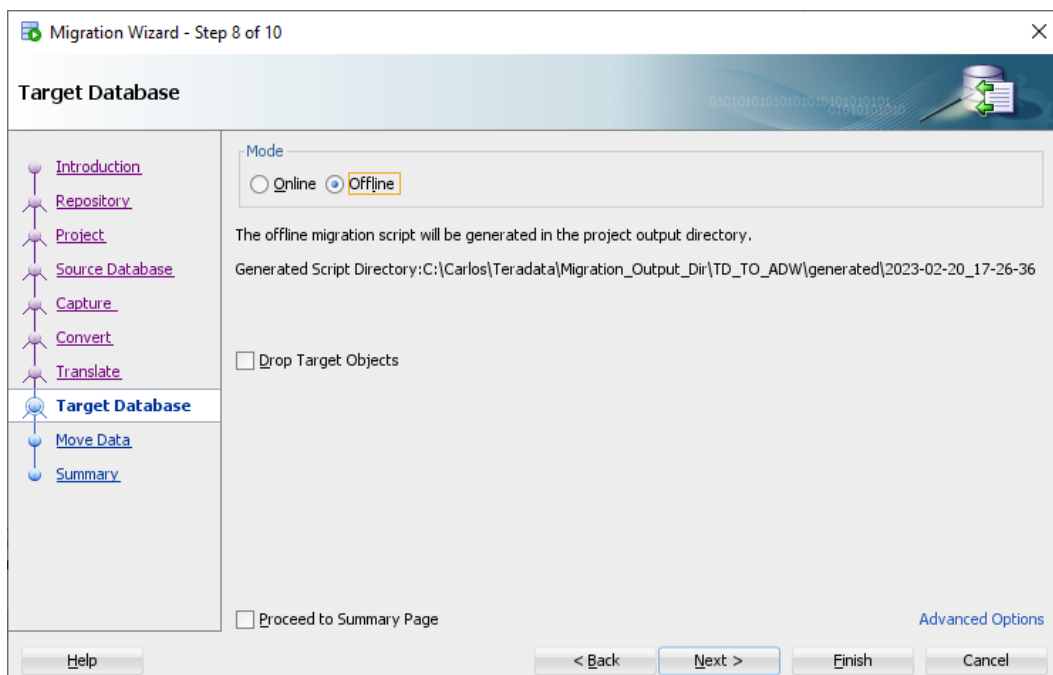 Migration Wizard - Step 8 of 10
Target Database
0101010101010101010101010101
01010101010
Introduction
Repository
Project
Source Database
Capture
Convert
Translate
Target Database
Move Data
Summary
Mode
Online Offline
The offline migration script will be generated in the project output directory.
Generated Script Directory:C:\Carlos\Teradata\Migration_Output_Dir\TD_TO_ADW\generated\2023-02-20_17-26-36
Drop Target Objects
Proceed to Summary Page
Advanced Options
Help
< Back
Next >
Finish
Cancel